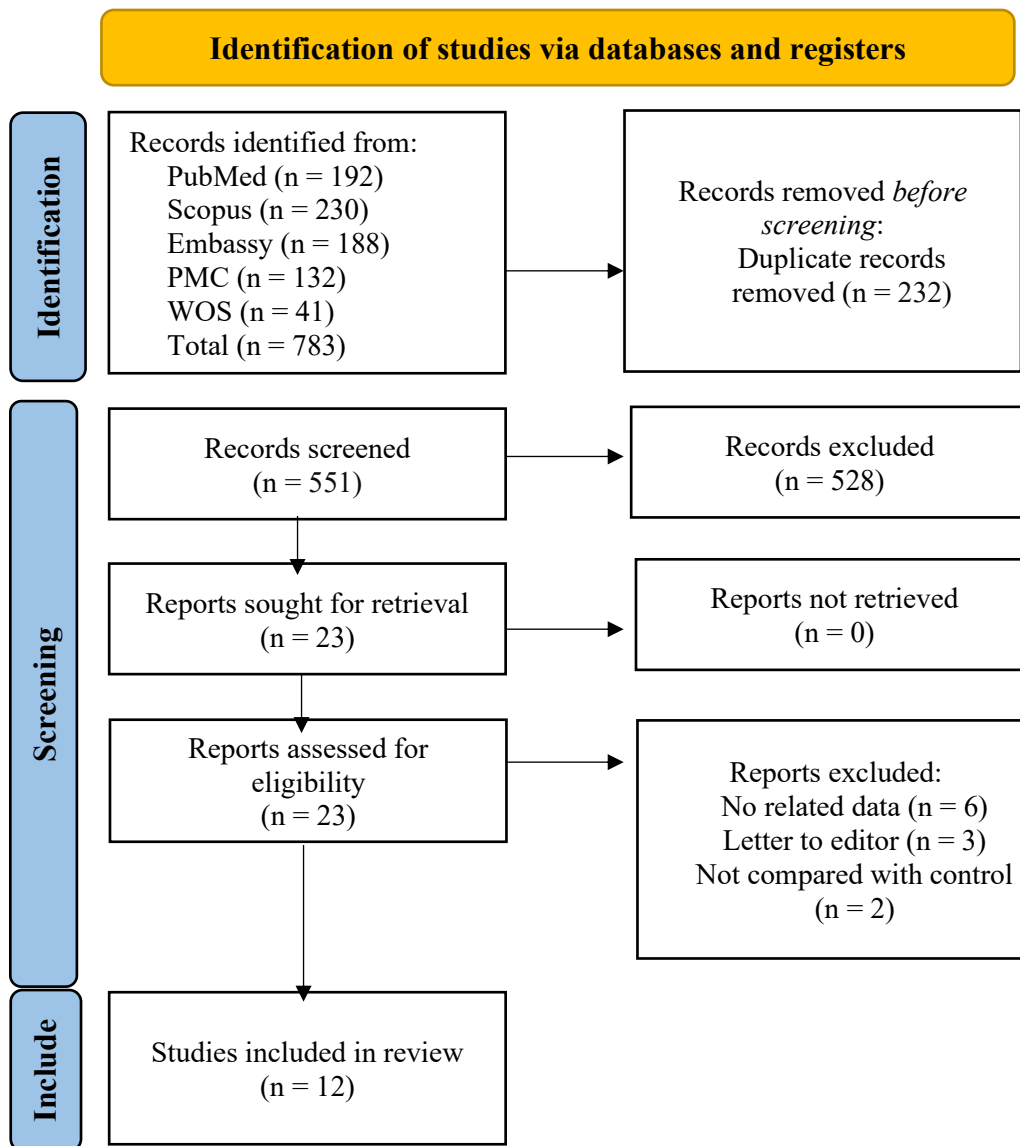 Identification of studies via databases and registers
Identification
Records identified from:
PubMed (n = 192)
Scopus (n = 230)
Embassy (n = 188)
PMC (n = 132)
WOS (n = 41)
Total (n = 783)
Records removed before
screening:
Duplicate records
removed (n = 232)
Screening
Records screened
(n = 551)
Records excluded
(n = 528)
Reports sought for retrieval
(n = 23)
Reports not retrieved
(n = 0)
Reports assessed for
eligibility
(n = 23)
Reports excluded:
No related data (n = 6)
Letter to editor (n = 3)
Not compared with control
(n = 2)
Include
Studies included in review
(n = 12)